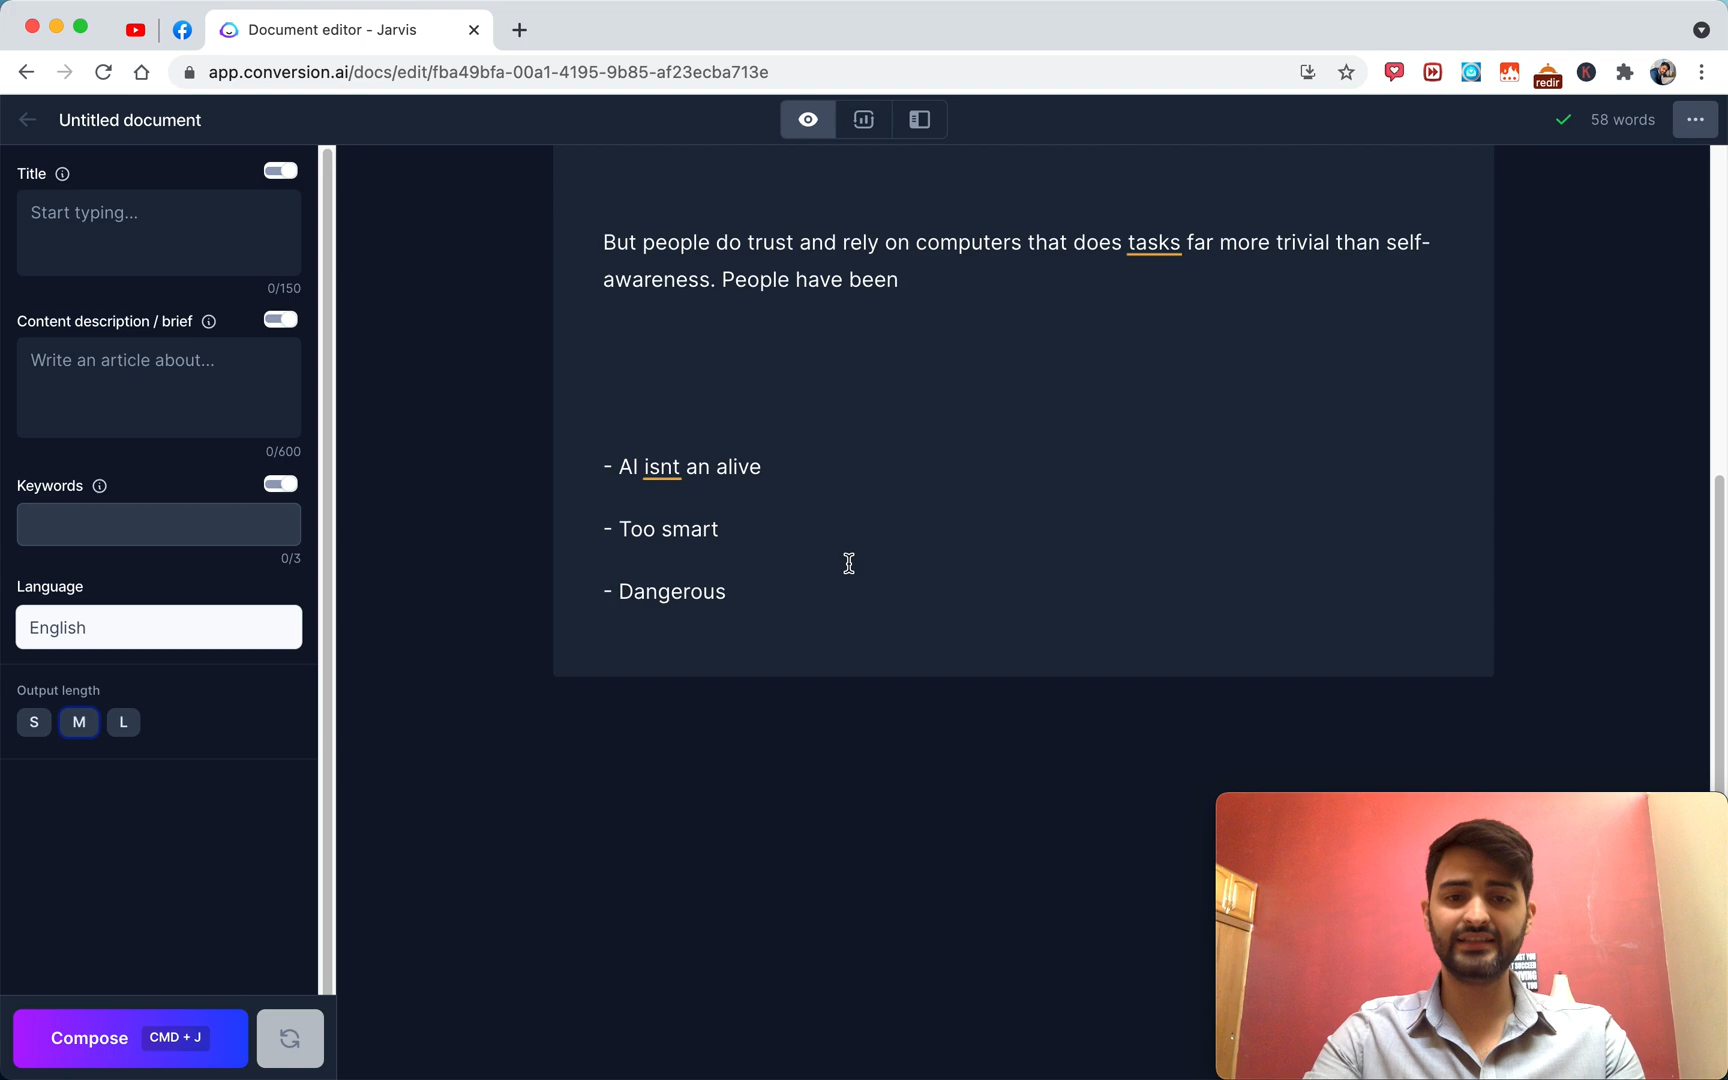 Document editor - Jarvis
app.conversion.ai/docs/edit/fba49bfa-00a1-4195-9b85-af23ecba713e
redir
K
Untitled document
58 words
Title
Start typing...
0/150
Content description / brief
Write an article about...
0/600
Keywords
0/3
Language
English
Output length
S M L
Compose CMD + J
But people do trust and rely on computers that does tasks far more trivial than self-
awareness. People have been
- AI isnt an alive
- Too smart
- Dangerous